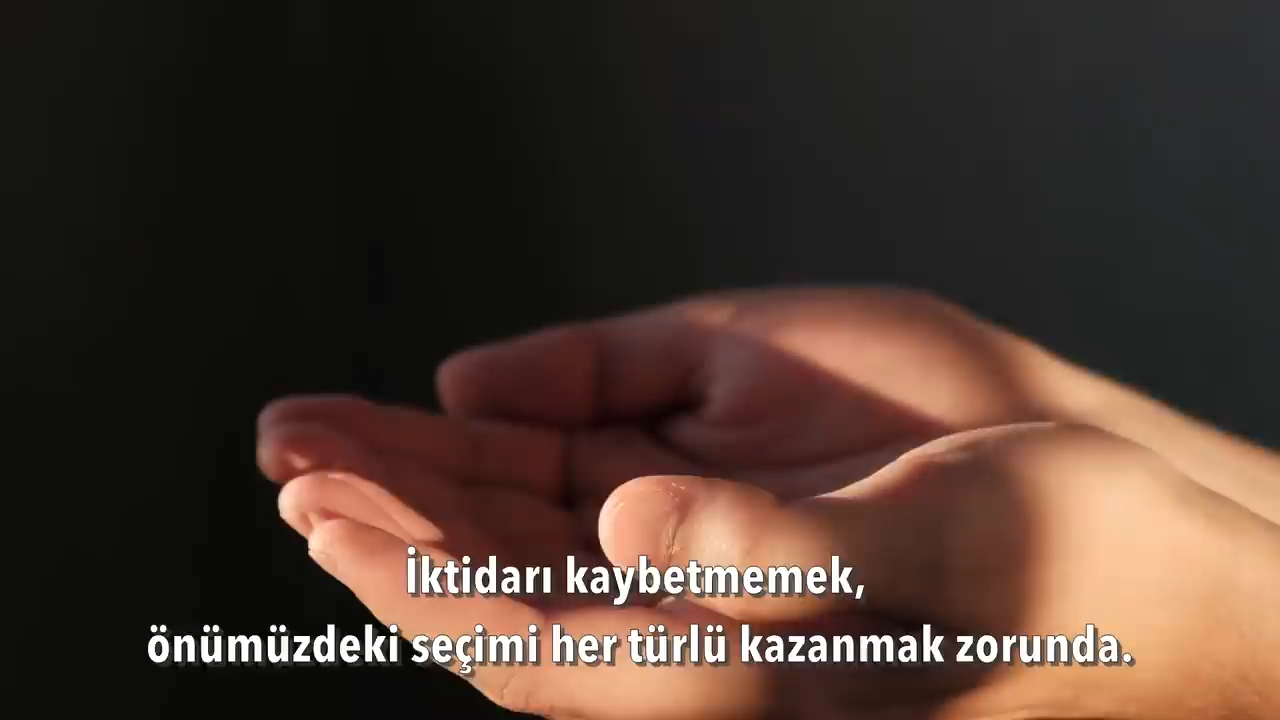 İktidarı kaybetmemek,
önümüzdeki seçimi her türlü kazanmak zorunda.